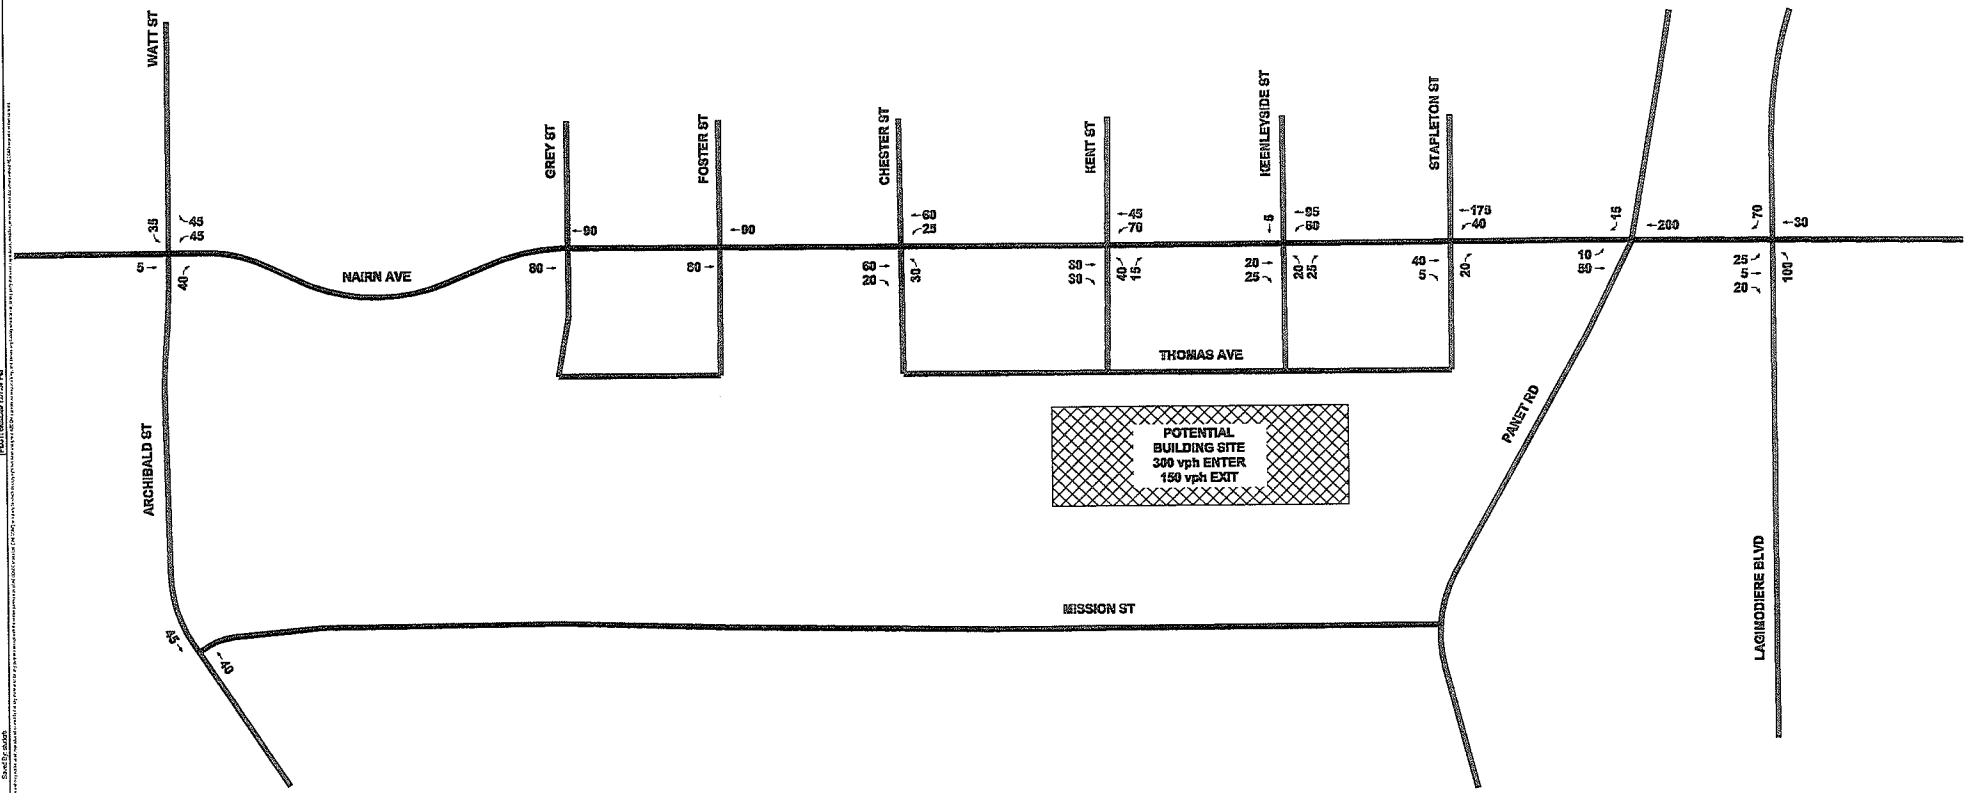 WATT ST
GREY ST
FOSTER ST
CHESTER ST
KENT ST
KEENLEYSIDE ST
STAPLETON ST
35
45
45
5
40
NAIRN AVE
90
80
90
80
60
25
60
20
30
45
70
80
30
40
15
5
95
60
20
25
20
25
175
40
40
5
20
15
200
10
70
30
25
5
20
100
THOMAS AVE
PANET RD
POTENTIAL
BUILDING SITE
300 vph ENTER
150 vph EXIT
ARCHIBALD ST
LAGIMODIERE BLVD
MISSION ST
45
40